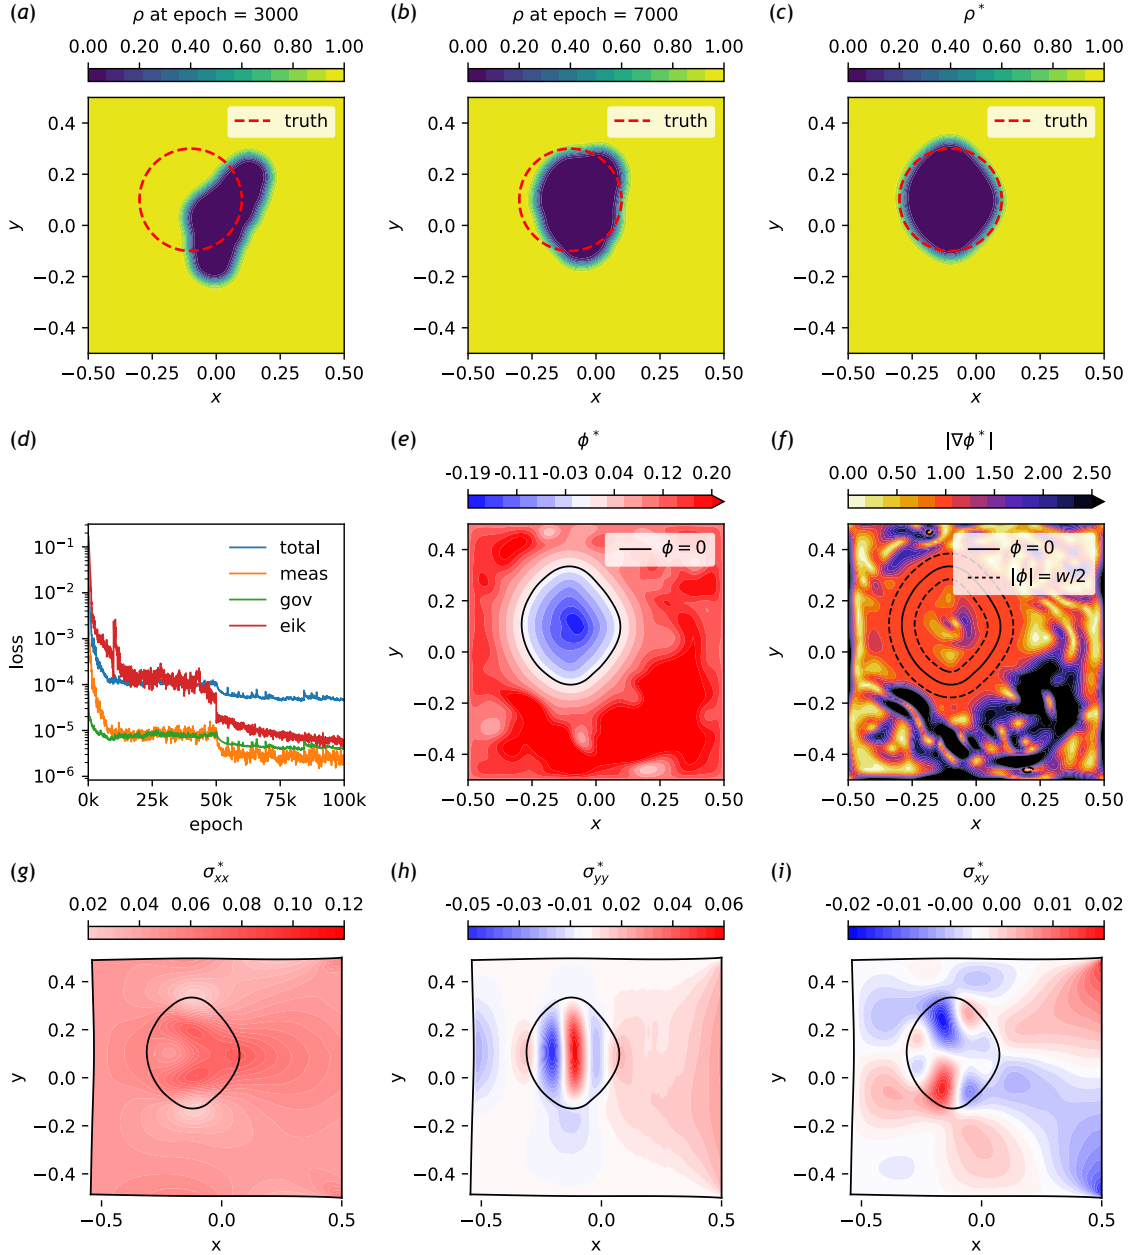 (a) ρ at epoch = 3000
0.00 0.20 0.40 0.60 0.80 1.00
truth
0.4
0.2
0.0
−0.2
−0.4
y
−0.50 −0.25 0.00 0.25 0.50
x
(b) ρ at epoch = 7000
0.00 0.20 0.40 0.60 0.80 1.00
truth
0.4
0.2
0.0
−0.2
−0.4
y
−0.50 −0.25 0.00 0.25 0.50
x
(c) ρ*
0.00 0.20 0.40 0.60 0.80 1.00
truth
0.4
0.2
0.0
−0.2
−0.4
y
−0.50 −0.25 0.00 0.25 0.50
x
(d)
10⁻¹
10⁻²
10⁻³
10⁻⁴
10⁻⁵
10⁻⁶
loss
total
meas
gov
eik
0k 25k 50k 75k 100k
epoch
(e) ϕ*
-0.19 -0.11 -0.03 0.04 0.12 0.20
ϕ = 0
0.4
0.2
0.0
−0.2
−0.4
y
−0.50 −0.25 0.00 0.25 0.50
x
(f) |∇ϕ*|
0.00 0.50 1.00 1.50 2.00 2.50
ϕ = 0
|ϕ| = w/2
0.4
0.2
0.0
−0.2
−0.4
y
−0.50 −0.25 0.00 0.25 0.50
x
(g) σ*xx
0.02 0.04 0.06 0.08 0.10 0.12
0.4
0.2
0.0
−0.2
−0.4
y
−0.5 0.0 0.5
x
(h) σ*yy
-0.05 -0.03 -0.01 0.02 0.04 0.06
0.4
0.2
0.0
−0.2
−0.4
y
−0.5 0.0 0.5
x
(i) σ*xy
-0.02 -0.01 -0.00 0.00 0.01 0.02
0.4
0.2
0.0
−0.2
−0.4
y
−0.5 0.0 0.5
x